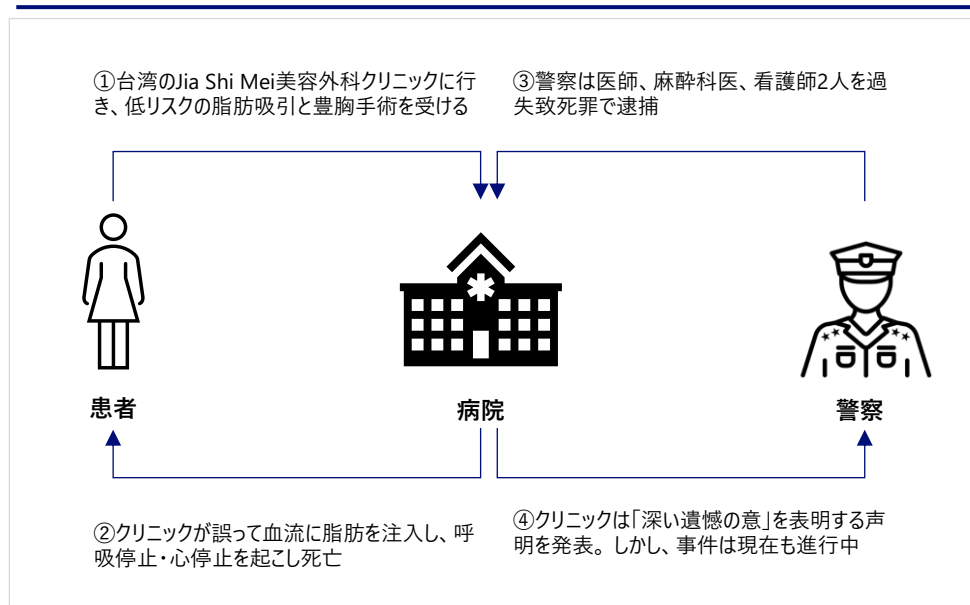 ①台湾のJia Shi Mei美容外科クリニックに行
き、低リスクの脂肪吸引と豊胸手術を受ける
③警察は医師、麻酔科医、看護師2人を過
失致死罪で逮捕
患者
病院
警察
②クリニックが誤って血流に脂肪を注入し、呼
吸停止・心停止を起こし死亡
④クリニックは「深い遺憾の意」を表明する声
明を発表。しかし、事件は現在も進行中